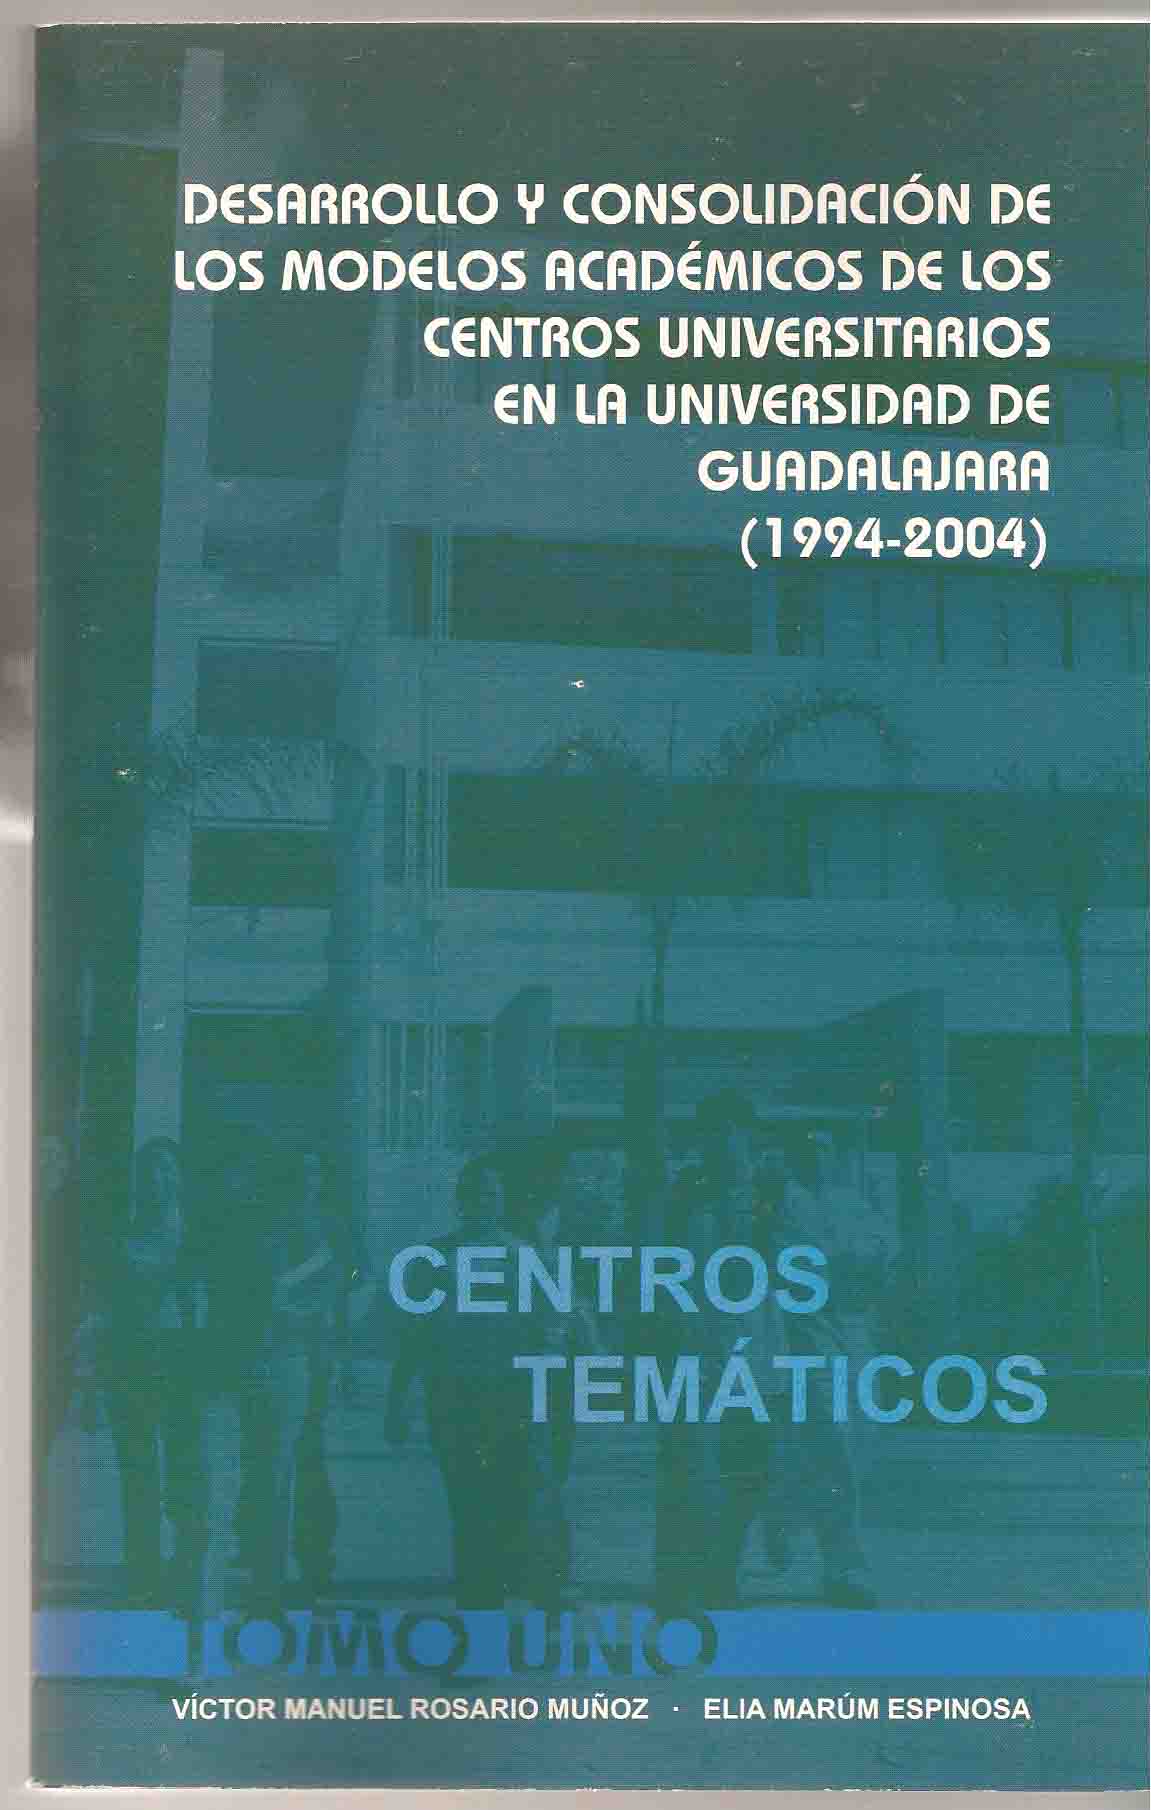 DESARROLLO Y CONSOLIDACIÓN DE
LOS MODELOS ACADÉMICOS DE LOS
CENTROS UNIVERSITARIOS
EN LA UNIVERSIDAD DE
GUADALAJARA
(1994-2004)
CENTROS
TEMÁTICOS
TOMO UNO
VÍCTOR MANUEL ROSARIO MUÑOZ · ELIA MARÚM ESPINOSA